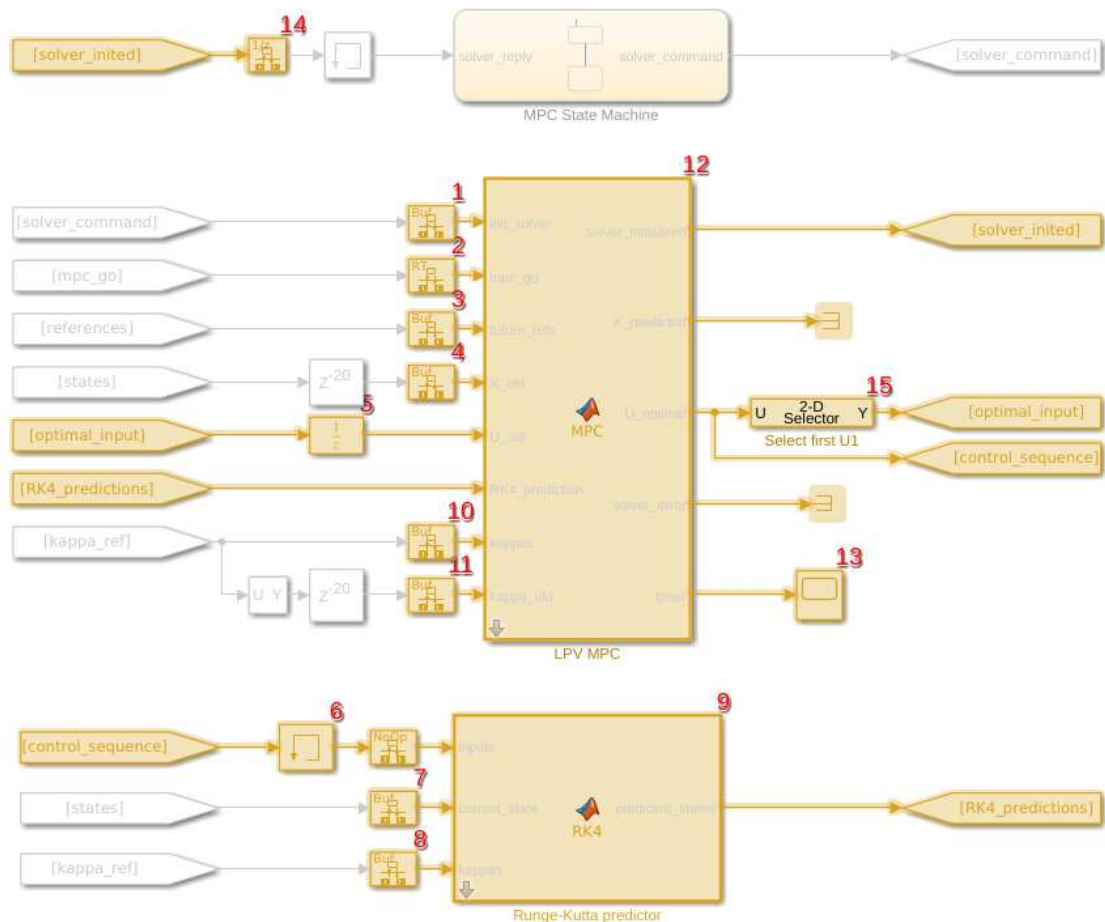 14
[solver_inited]
1/z
solver_reply
solver_command
[solver_command]
MPC State Machine
12
1
[solver_command]
Buf
init_solver
solver_initialized
[solver_inited]
2
[mpc_go]
RT
mpc_go
3
[references]
Buf
future_refs
X_predicted
4
[states]
Z-20
Buf
X_old
5
15
[optimal_input]
1
z
U_old
MPC
U_optimal
U
2-D
Selector
Y
[optimal_input]
Select first U1
[control_sequence]
[RK4_predictions]
RK4_prediction
solver_error
10
[kappa_ref]
Buf
kappas
11
13
U Y
Z-20
Buf
kappa_old
timer
LPV MPC
6
9
[control_sequence]
NoOp
inputs
7
[states]
Buf
current_state
RK4
predicted_states
[RK4_predictions]
8
[kappa_ref]
Buf
kappas
Runge-Kutta predictor